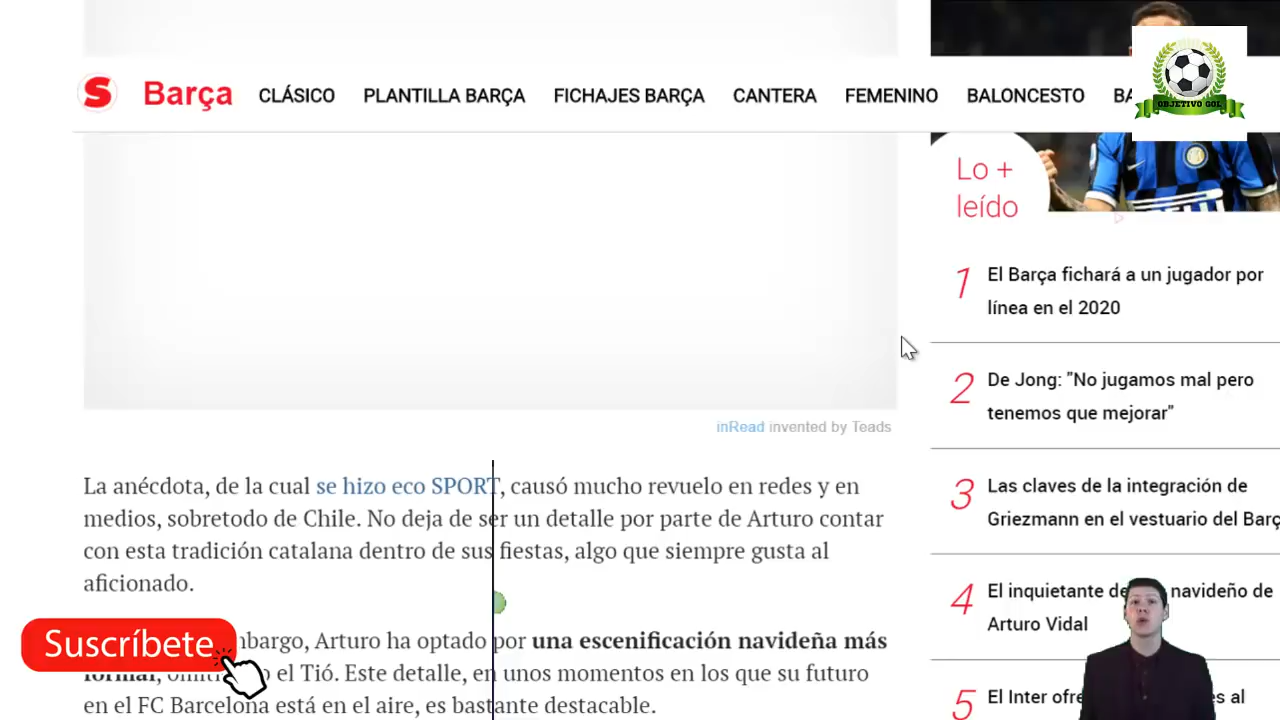 S Barça CLÁSICO PLANTILLA BARÇA FICHAJES BARÇA CANTERA FEMENINO BALONCESTO BA
OBJETIVO GOL
Lo +
leído
1 El Barça fichará a un jugador por
línea en el 2020
2 De Jong: "No jugamos mal pero
tenemos que mejorar"
3 Las claves de la integración de
Griezmann en el vestuario del Barç
4 El inquietante navideño de
Arturo Vidal
5 El Inter al
inRead invented by Teads
La anécdota, de la cual se hizo eco SPORT, causó mucho revuelo en redes y en
medios, sobretodo de Chile. No deja de ser un detalle por parte de Arturo contar
con esta tradición catalana dentro de sus fiestas, algo que siempre gusta al
aficionado.
Suscríbete
mbargo, Arturo ha optado por una escenificación navideña más
el Tió. Este detalle, en unos momentos en los que su futuro
en el FC Barcelona está en el aire, es bastante destacable.